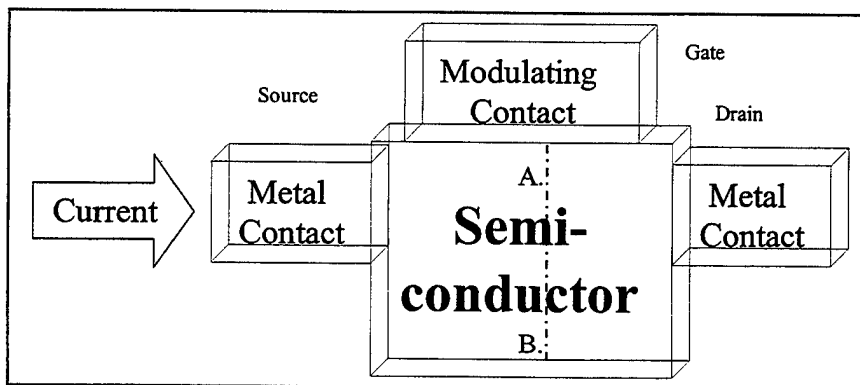 Modulating
Contact
Gate
Source
Drain
Current
Metal
Contact
A.
Semi-
conductor
B.
Metal
Contact